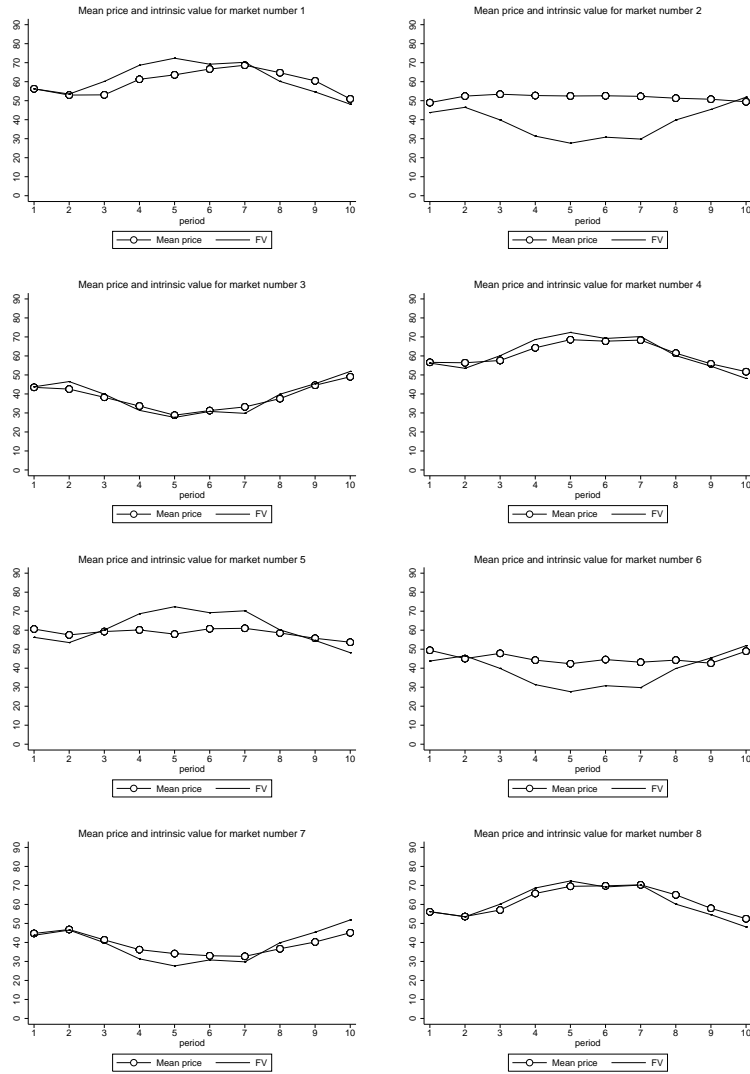 Mean price and intrinsic value for market number 1
90
80
70
60
50
40
30
20
10
0
1 2 3 4 5 6 7 8 9 10
period
Mean price FV
Mean price and intrinsic value for market number 2
90
80
70
60
50
40
30
20
10
0
1 2 3 4 5 6 7 8 9 10
period
Mean price FV
Mean price and intrinsic value for market number 3
90
80
70
60
50
40
30
20
10
0
1 2 3 4 5 6 7 8 9 10
period
Mean price FV
Mean price and intrinsic value for market number 4
90
80
70
60
50
40
30
20
10
0
1 2 3 4 5 6 7 8 9 10
period
Mean price FV
Mean price and intrinsic value for market number 5
90
80
70
60
50
40
30
20
10
0
1 2 3 4 5 6 7 8 9 10
period
Mean price FV
Mean price and intrinsic value for market number 6
90
80
70
60
50
40
30
20
10
0
1 2 3 4 5 6 7 8 9 10
period
Mean price FV
Mean price and intrinsic value for market number 7
90
80
70
60
50
40
30
20
10
0
1 2 3 4 5 6 7 8 9 10
period
Mean price FV
Mean price and intrinsic value for market number 8
90
80
70
60
50
40
30
20
10
0
1 2 3 4 5 6 7 8 9 10
period
Mean price FV